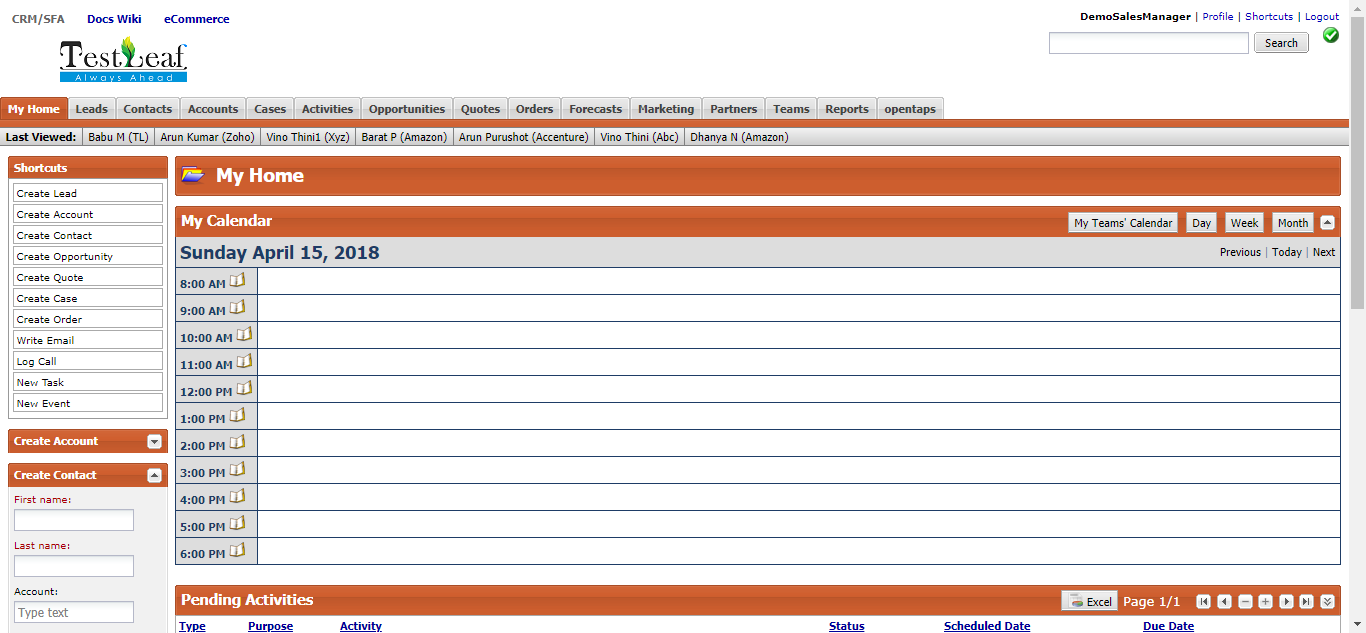 CRM/SFA Docs Wiki eCommerce
DemoSalesManager | Profile | Shortcuts | Logout
Search
TestLeaf
Always Ahead
My Home Leads Contacts Accounts Cases Activities Opportunities Quotes Orders Forecasts Marketing Partners Teams Reports opentaps
Last Viewed: Babu M (TL) Arun Kumar (Zoho) Vino Thini1 (Xyz) Barat P (Amazon) Arun Purushot (Accenture) Vino Thini (Abc) Dhanya N (Amazon)
Shortcuts
Create Lead
Create Account
Create Contact
Create Opportunity
Create Quote
Create Case
Create Order
Write Email
Log Call
New Task
New Event
Create Account
Create Contact
First name:
Last name:
Account:
Type text
My Home
My Calendar My Teams' Calendar Day Week Month
Sunday April 15, 2018 Previous | Today | Next
8:00 AM
9:00 AM
10:00 AM
11:00 AM
12:00 PM
1:00 PM
2:00 PM
3:00 PM
4:00 PM
5:00 PM
6:00 PM
Pending Activities Excel Page 1/1
Type Purpose Activity Status Scheduled Date Due Date